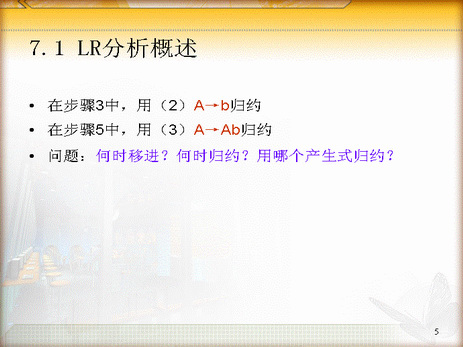 7.1 LR分析概述
• 在步骤3中，用（2）A→b归约
• 在步骤5中，用（3）A→Ab归约
• 问题：何时移进？何时归约？用哪个产生式归约？
5